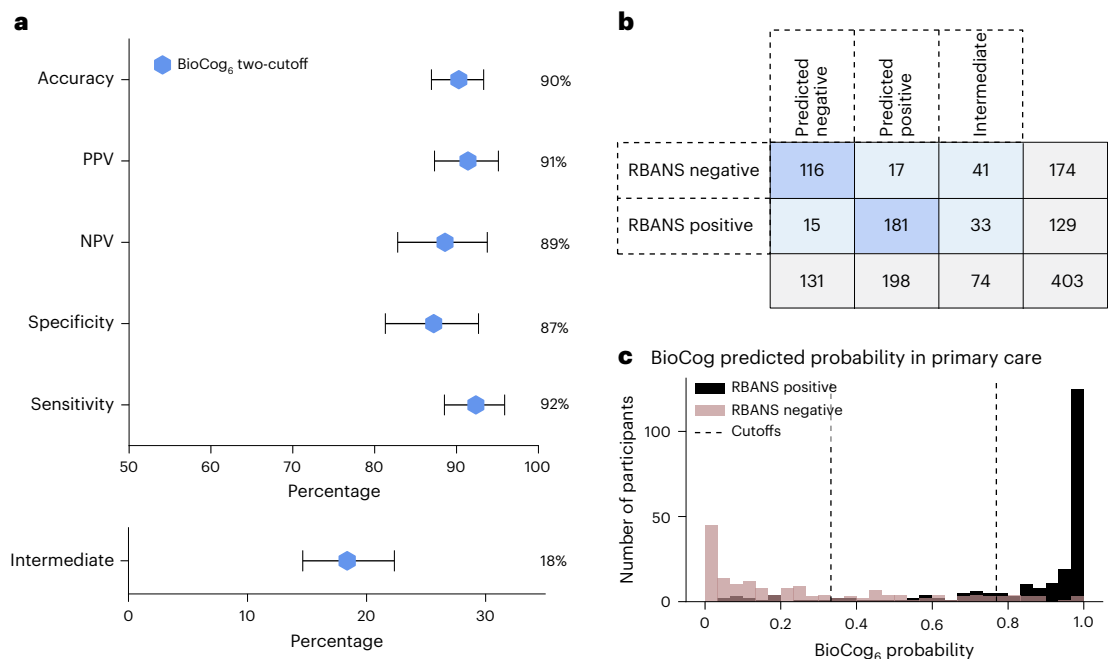 a
BioCog6 two-cutoff
Accuracy
90%
PPV
91%
NPV
89%
Specificity
87%
Sensitivity
92%
50 60 70 80 90 100
Percentage
Intermediate
18%
0 10 20 30
Percentage
b
Predicted
negative
Predicted
positive
Intermediate
RBANS negative 116 17 41 174
RBANS positive 15 181 33 129
131 198 74 403
c BioCog predicted probability in primary care
RBANS positive
RBANS negative
Cutoffs
Number of participants
100
50
0
0 0.2 0.4 0.6 0.8 1.0
BioCog6 probability